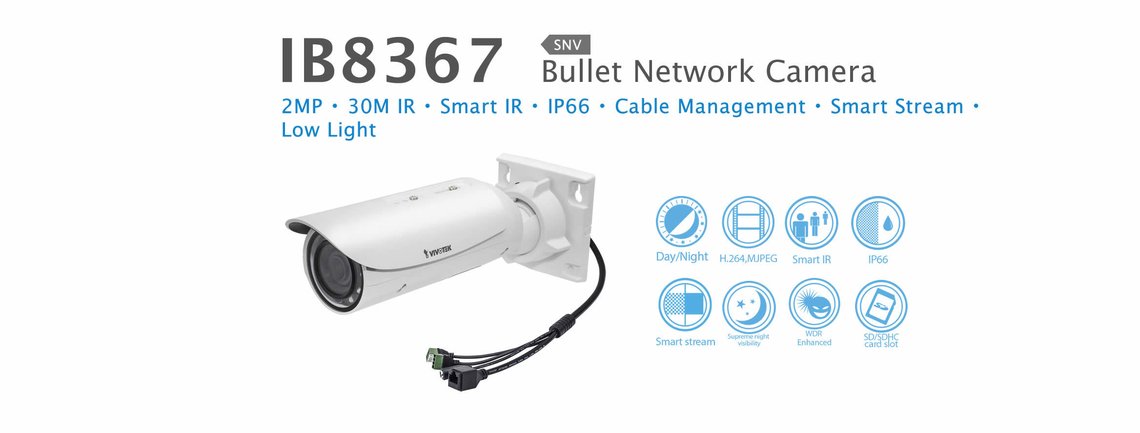 IB8367
SNV
Bullet Network Camera
2MP • 30M IR • Smart IR • IP66 • Cable Management • Smart Stream •
Low Light
VIVOTEK
Day/Night
H.264,MJPEG
Smart IR
IP66
Smart stream
Supreme night
visibility
WDR
Enhanced
SD/SDHC
card slot